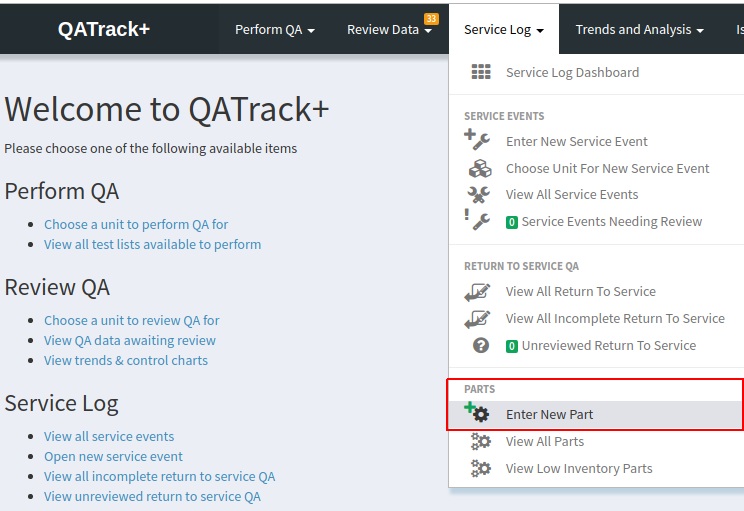 QATrack+ Perform QA Review Data 33 Service Log Trends and Analysis Is
Service Log Dashboard
SERVICE EVENTS
Enter New Service Event
Choose Unit For New Service Event
View All Service Events
0 Service Events Needing Review
RETURN TO SERVICE QA
View All Return To Service
View All Incomplete Return To Service
0 Unreviewed Return To Service
PARTS
Enter New Part
View All Parts
View Low Inventory Parts
Welcome to QATrack+
Please choose one of the following available items
Perform QA
Choose a unit to perform QA for
View all test lists available to perform
Review QA
Choose a unit to review QA for
View QA data awaiting review
View trends & control charts
Service Log
View all service events
Open new service event
View all incomplete return to service QA
View unreviewed return to service QA